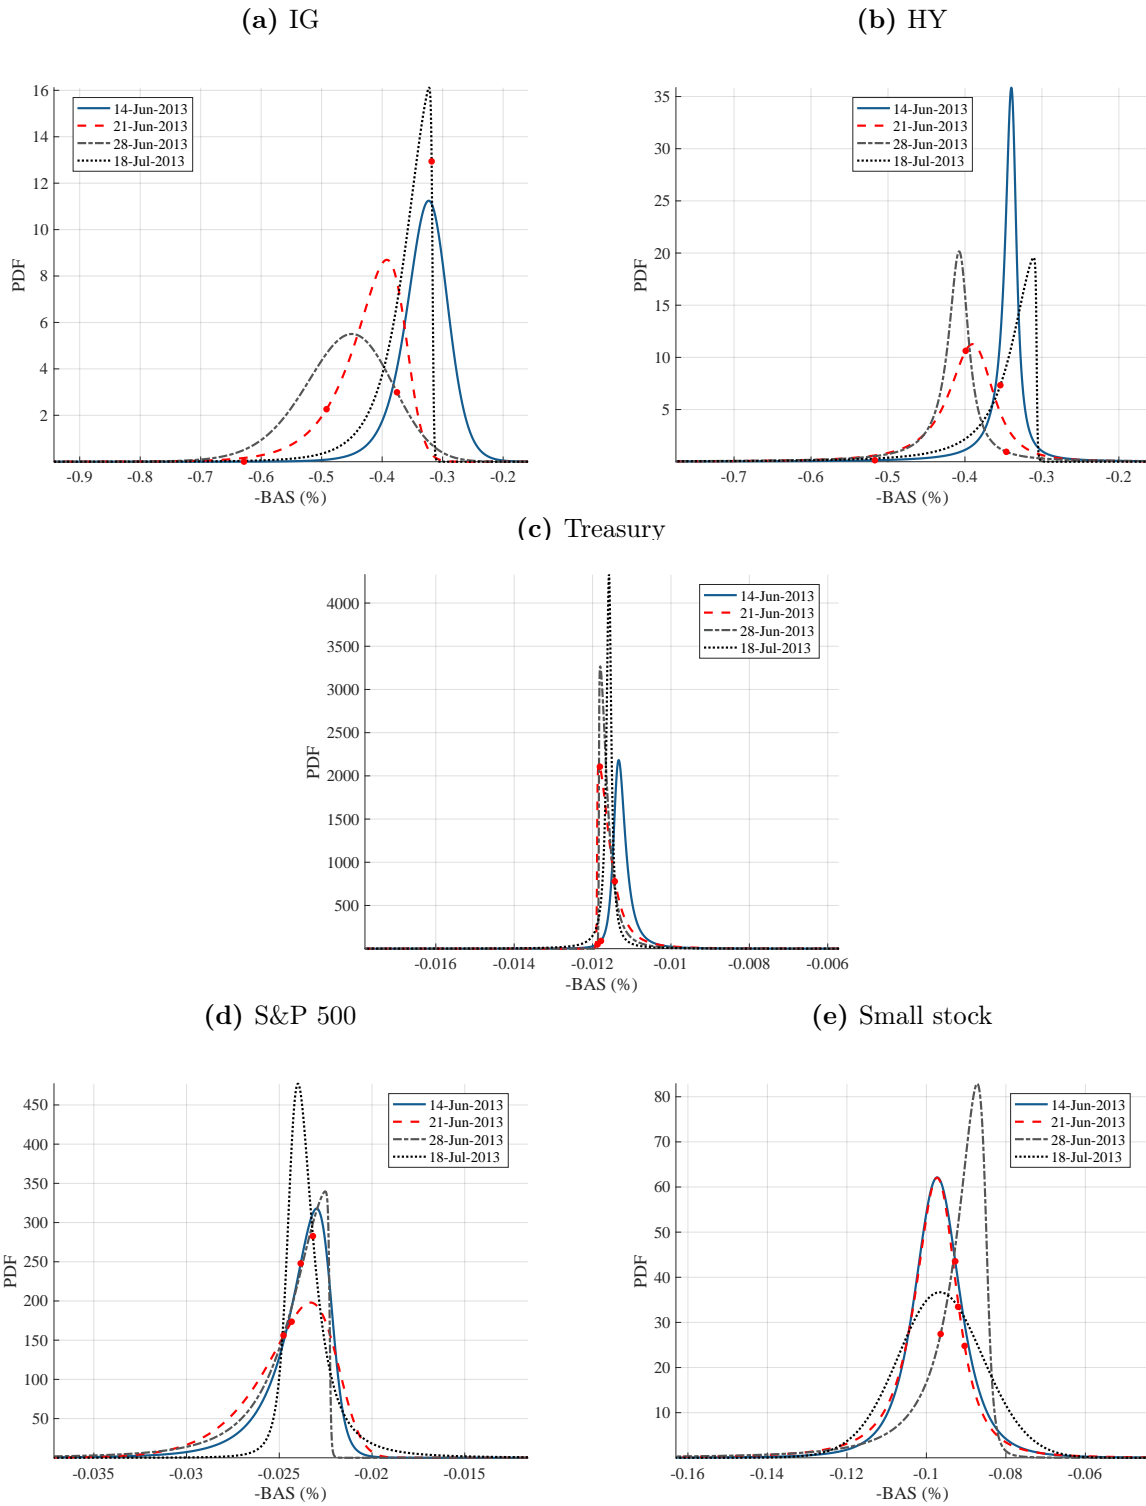 (a) IG
16
14
12
10
8
6
4
2
PDF
14-Jun-2013
21-Jun-2013
28-Jun-2013
18-Jul-2013
-0.9 -0.8 -0.7 -0.6 -0.5 -0.4 -0.3 -0.2
-BAS (%)
(b) HY
35
30
25
20
15
10
5
PDF
14-Jun-2013
21-Jun-2013
28-Jun-2013
18-Jul-2013
-0.7 -0.6 -0.5 -0.4 -0.3 -0.2
-BAS (%)
(c) Treasury
4000
3500
3000
2500
2000
1500
1000
500
PDF
14-Jun-2013
21-Jun-2013
28-Jun-2013
18-Jul-2013
-0.016 -0.014 -0.012 -0.01 -0.008 -0.006
-BAS (%)
(d) S&P 500
450
400
350
300
250
200
150
100
50
PDF
14-Jun-2013
21-Jun-2013
28-Jun-2013
18-Jul-2013
-0.035 -0.03 -0.025 -0.02 -0.015
-BAS (%)
(e) Small stock
80
70
60
50
40
30
20
10
PDF
14-Jun-2013
21-Jun-2013
28-Jun-2013
18-Jul-2013
-0.16 -0.14 -0.12 -0.1 -0.08 -0.06
-BAS (%)